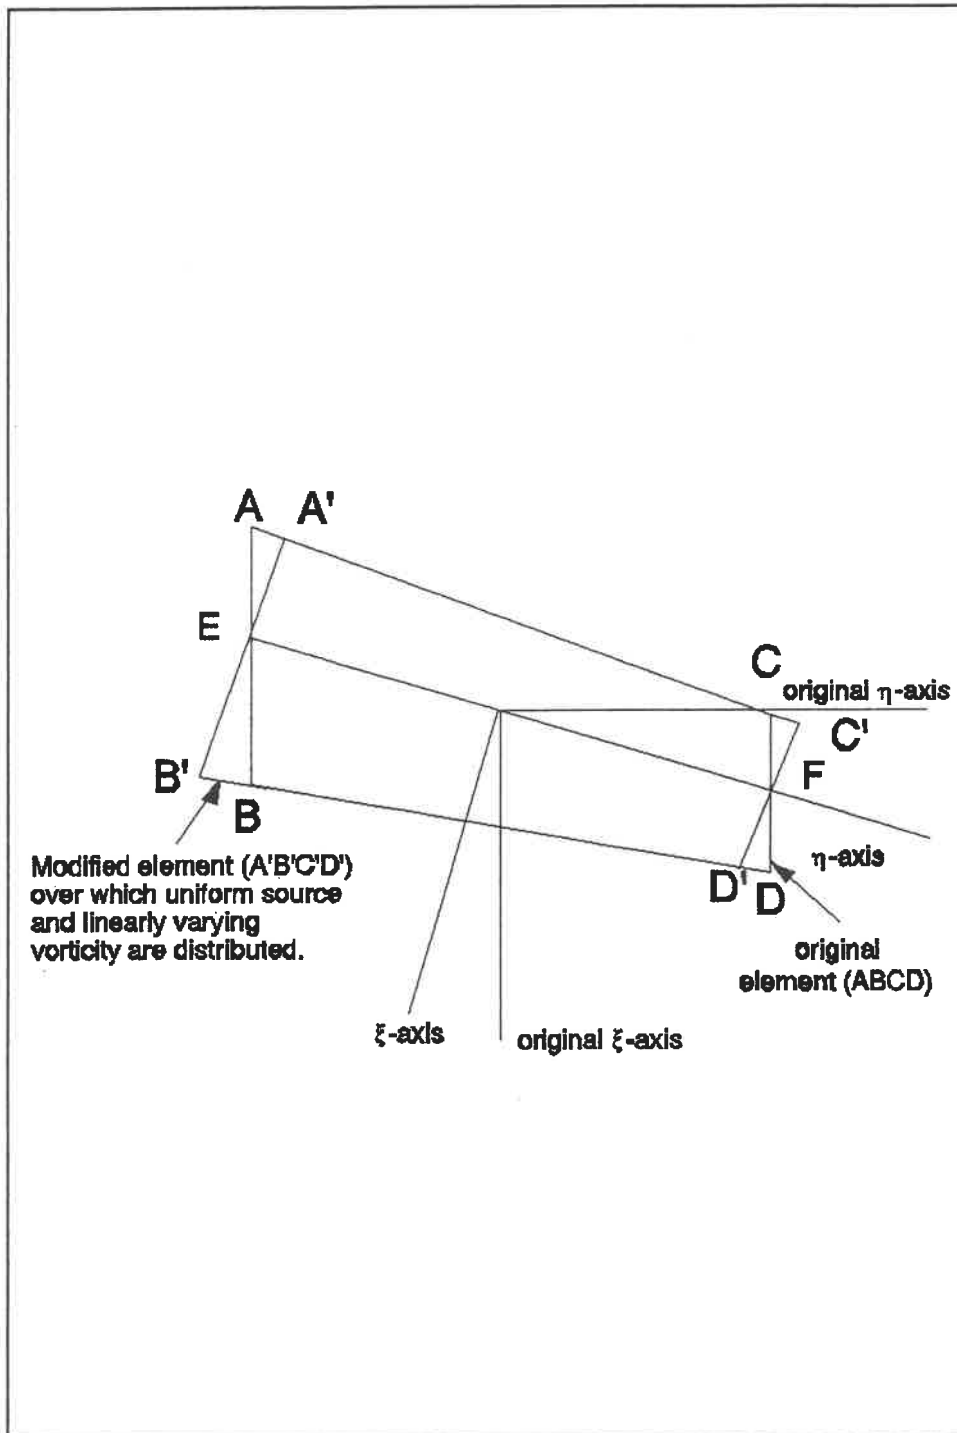 A A'
E
C
original η-axis
C'
B'
B
F
Modified element (A'B'C'D')
over which uniform source
and linearly varying
vorticity are distributed.
η-axis
D' D
original
element (ABCD)
ξ-axis
original ξ-axis